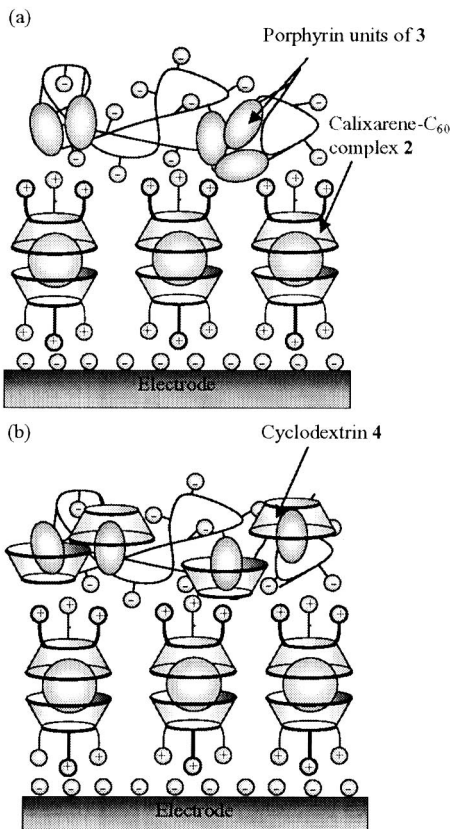 (a)
Porphyrin units of 3
Calixarene-C60
complex 2
Electrode
(b)
Cyclodextrin 4
Electrode